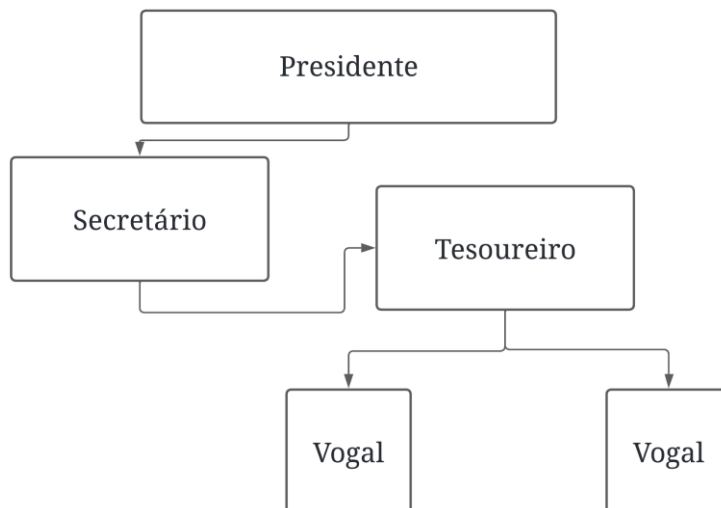 Presidente
Secretário
Tesoureiro
Vogal
Vogal